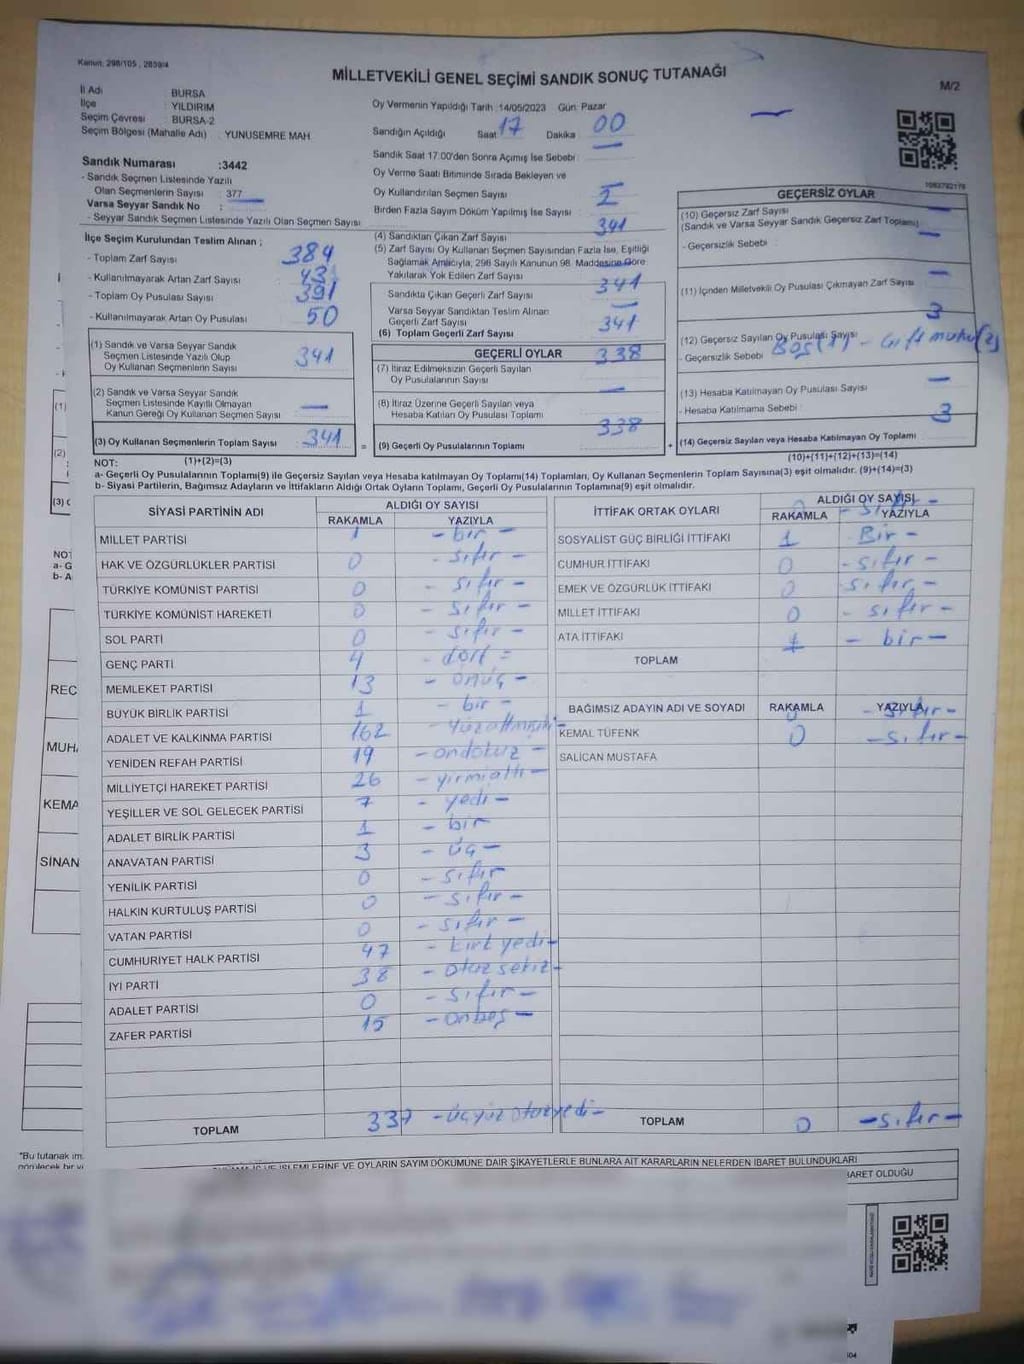 Kanun: 298/105 , 2839/4
MİLLETVEKİLİ GENEL SEÇİMİ SANDIK SONUÇ TUTANAĞI
M/2
İl Adı BURSA
İlçe YILDIRIM
Seçim Çevresi : BURSA-2
Seçim Bölgesi (Mahalle Adı) : YUNUSEMRE MAH
Sandık Numarası :3442
- Sandık Seçmen Listesinde Yazılı
Olan Seçmenlerin Sayısı : 377
Varsa Seyyar Sandık No :
- Seyyar Sandık Seçmen Listesinde Yazılı Olan Seçmen Sayısı
Oy Vermenin Yapıldığı Tarih :14/05/2023 Gün: Pazar
Sandığın Açıldığı Saat 17 Dakika 00
Sandık Saat 17:00'den Sonra Açımış İse Sebebi :
Oy Verme Saati Bitiminde Sırada Bekleyen ve
Oy Kullandırılan Seçmen Sayısı
Birden Fazla Sayım Döküm Yapılmış İse Sayısı
İlçe Seçim Kurulundan Teslim Alınan ;
- Toplam Zarf Sayısı 384
- Kullanılmayarak Artan Zarf Sayısı : 43
- Toplam Oy Pusulası Sayısı 391
- Kullanılmayarak Artan Oy Pusulası 50
(1) Sandık ve Varsa Seyyar Sandık
Seçmen Listesinde Yazılı Olup
Oy Kullanan Seçmenlerin Sayısı 341
(2) Sandık ve Varsa Seyyar Sandık
Seçmen Listesinde Kayıtlı Olmayan
Kanun Gereği Oy Kullanan Seçmen Sayısı —
(3) Oy Kullanan Seçmenlerin Toplam Sayısı 341
(1)+(2)=(3)
(4) Sandıktan Çıkan Zarf Sayısı 341
(5) Zarf Sayısı Oy Kullanan Seçmen Sayısından Fazla İse, Eşitliği
Sağlamak Amacıyla; 298 Sayılı Kanunun 98. Maddesine Göre
Yakılarak Yok Edilen Zarf Sayısı
Sandıkta Çıkan Geçerli Zarf Sayısı 341
Varsa Seyyar Sandıktan Teslim Alınan
Geçerli Zarf Sayısı —
(6) Toplam Geçerli Zarf Sayısı 341
GEÇERLİ OYLAR
(7) İtiraz Edilmeksizin Geçerli Sayılan
Oy Pusulalarının Sayısı 338
(8) İtiraz Üzerine Geçerli Sayılan veya
Hesaba Katılan Oy Pusulası Toplamı —
(9) Geçerli Oy Pusulalarının Toplamı 338
GEÇERSİZ OYLAR
(10) Geçersiz Zarf Sayısı
(Sandık ve Varsa Seyyar Sandık Geçersiz Zarf Toplamı) —
- Geçersizlik Sebebi :
(11) İçinden Milletvekili Oy Pusulası Çıkmayan Zarf Sayısı —
(12) Geçersiz Sayılan Oy Pusulası Sayısı 3
- Geçersizlik Sebebi Boş(1) -
(13) Hesaba Katılmayan Oy Pusulası Sayısı —
- Hesaba Katılmama Sebebi :
(14) Geçersiz Sayılan veya Hesaba Katılmayan Oy Pusulası Toplamı 3
(10)+(11)+(12)+(13)=(14)
NOT:
a- Geçerli Oy Pusulalarının Toplamı(9) ile Geçersiz Sayılan veya Hesaba katılmayan Oy Toplamı(14) Toplamları, Oy Kullanan Seçmenlerin Toplam Sayısına(3) eşit olmalıdır. (9)+(14)=(3)
b- Siyasi Partilerin, Bağımsız Adayların ve İttifakların Aldığı Ortak Oyların Toplamı, Geçerli Oy Pusulalarının Toplamına(9) eşit olmalıdır.
SİYASİ PARTİNİN ADI ALDIĞI OY SAYISI
RAKAMLA YAZIYLA
MİLLET PARTİSİ 1 - bir -
HAK VE ÖZGÜRLÜKLER PARTİSİ 0 - sıfır -
TÜRKİYE KOMÜNİST PARTİSİ 0 - sıfır -
TÜRKİYE KOMÜNİST HAREKETİ 0 - sıfır -
SOL PARTİ 0 - sıfır -
GENÇ PARTİ 4 - dört =
MEMLEKET PARTİSİ 13 - onüç -
BÜYÜK BİRLİK PARTİSİ 1 - bir -
ADALET VE KALKINMA PARTİSİ 162
YENİDEN REFAH PARTİSİ 19 - ondokuz -
MİLLİYETÇİ HAREKET PARTİSİ 26 - yirmialtı -
YEŞİLLER VE SOL GELECEK PARTİSİ 7 - yedi -
ADALET BİRLİK PARTİSİ 1 - bir
ANAVATAN PARTİSİ 3 - üç -
YENİLİK PARTİSİ 0 - sıfır
HALKIN KURTULUŞ PARTİSİ 0 - sıfır -
VATAN PARTİSİ 0 - sıfır -
CUMHURİYET HALK PARTİSİ 47 - kırk yedi -
İYİ PARTİ 38 - otuz sekiz -
ADALET PARTİSİ 0 - sıfır -
ZAFER PARTİSİ 15 - onbeş -
TOPLAM 337 - üçyüz otuzyedi -
İTTİFAK ORTAK OYLARI ALDIĞI OY SAYISI
RAKAMLA YAZIYLA
0 - sıfır -
SOSYALİST GÜÇ BİRLİĞİ İTTİFAKI 1 Bir -
CUMHUR İTTİFAKI 0 - sıfır -
EMEK VE ÖZGÜRLÜK İTTİFAKI 0 sıfır -
MİLLET İTTİFAKI 0 - sıfır -
ATA İTTİFAKI 1 - bir -
TOPLAM
BAĞIMSIZ ADAYIN ADI VE SOYADI RAKAMLA YAZIYLA
0 - sıfır -
KEMAL TÜFENK 0 - sıfır -
SALİCAN MUSTAFA
TOPLAM 0 - sıfır -
(1)
(2)
(3)
NOT
a- G
b- A
REC
MUH
KEMA
SİNAN
*Bu tutanak im
İŞLEMLERİNE VE OYLARIN SAYIM DÖKÜMÜNE DAİR ŞİKAYETLERLE BUNLARA AİT KARARLARIN NELERDEN İBARET BULUNDUKLARI
İBARET OLDUĞU